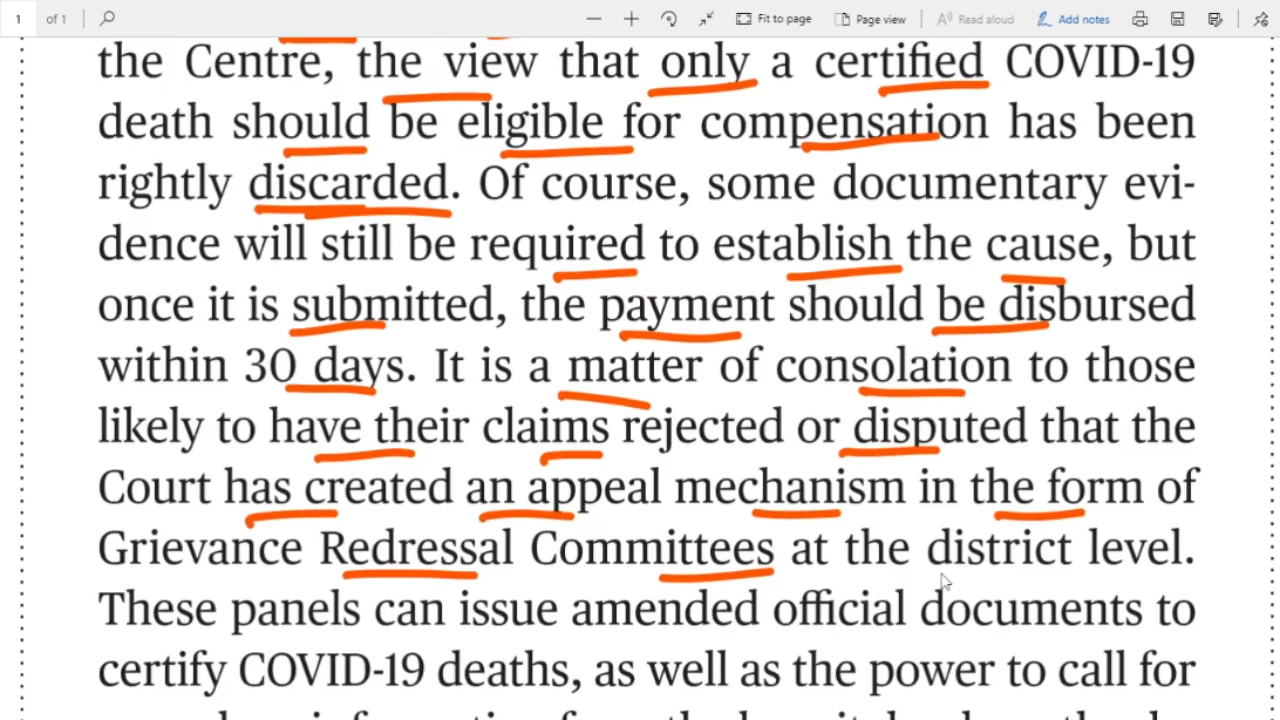 1 of 1 Fit to page Page view Read aloud Add notes
the Centre, the view that only a certified COVID-19
death should be eligible for compensation has been
rightly discarded. Of course, some documentary evi-
dence will still be required to establish the cause, but
once it is submitted, the payment should be disbursed
within 30 days. It is a matter of consolation to those
likely to have their claims rejected or disputed that the
Court has created an appeal mechanism in the form of
Grievance Redressal Committees at the district level.
These panels can issue amended official documents to
certify COVID-19 deaths, as well as the power to call for